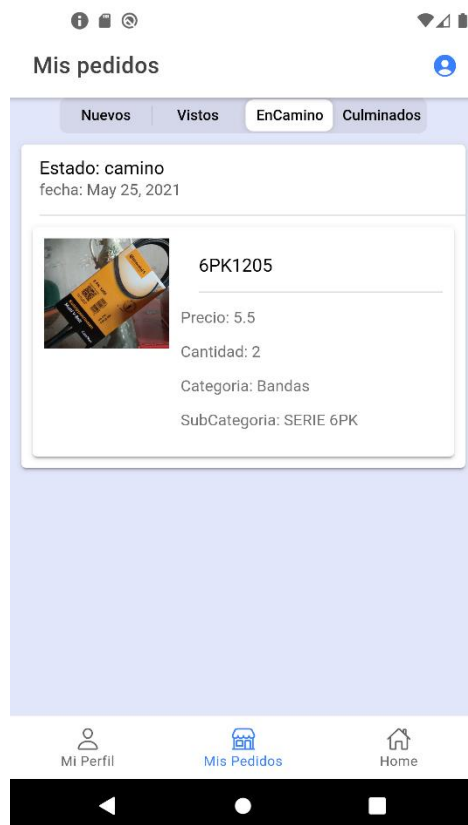 Mis pedidos
Nuevos Vistos EnCamino Culminados
Estado: camino
fecha: May 25, 2021
6PK1205
Precio: 5.5
Cantidad: 2
Categoria: Bandas
SubCategoria: SERIE 6PK
Mi Perfil Mis Pedidos Home